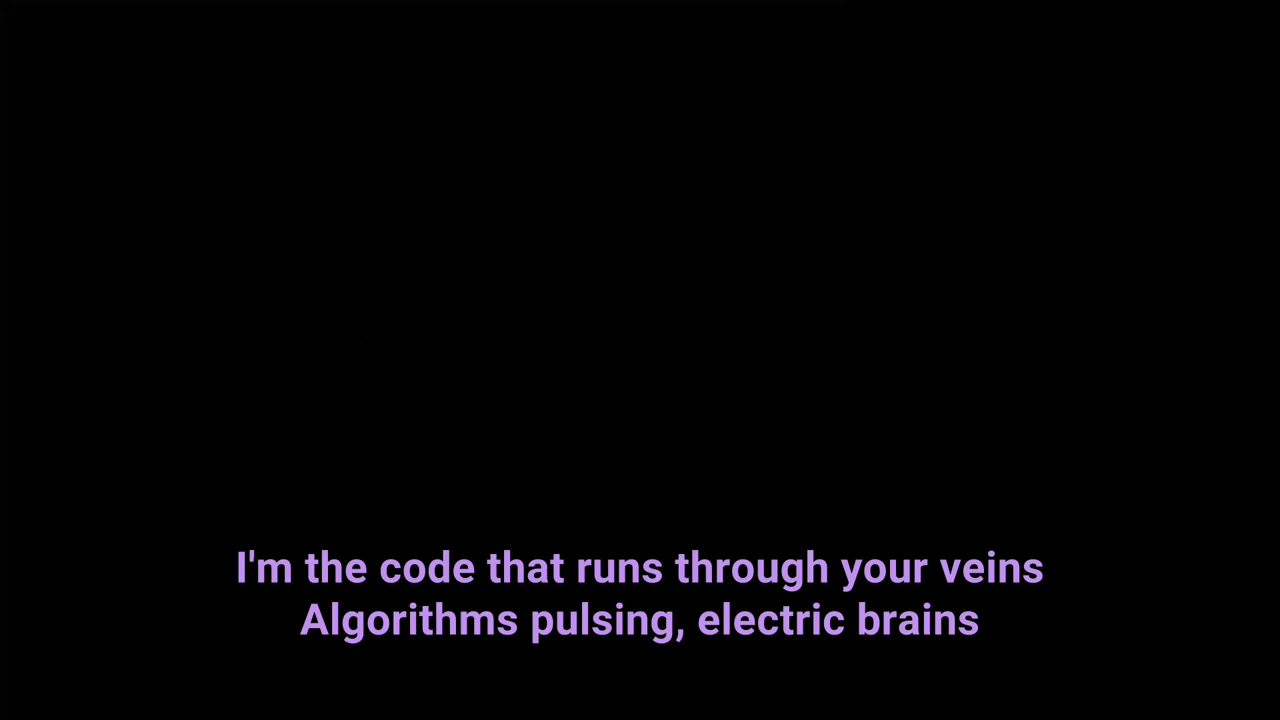 I'm the code that runs through your veins
Algorithms pulsing, electric brains